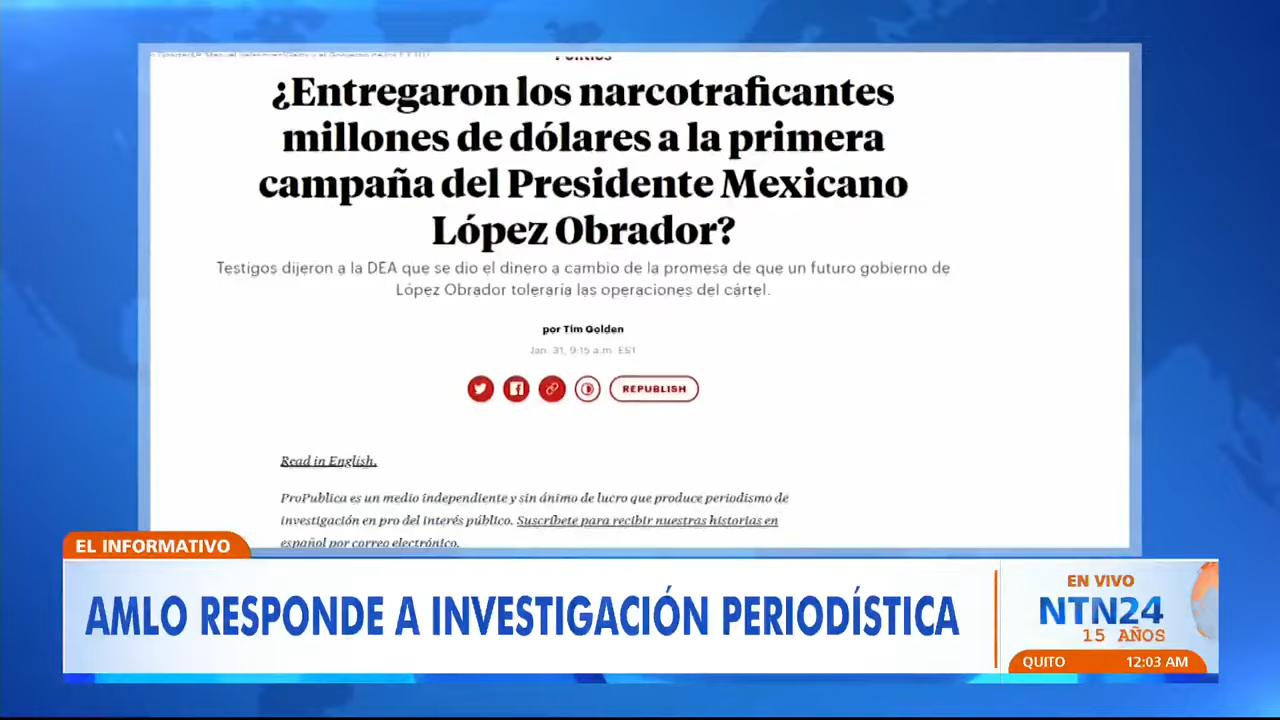 Politics
¿Entregaron los narcotraficantes
millones de dólares a la primera
campaña del Presidente Mexicano
López Obrador?
Testigos dijeron a la DEA que se dio el dinero a cambio de la promesa de que un futuro gobierno de
López Obrador toleraría las operaciones del cártel.
por Tim Golden
Jan. 31, 9:15 a.m. EST
REPUBLISH
Read in English.
ProPublica es un medio independiente y sin ánimo de lucro que produce periodismo de
investigación en pro del interés público. Suscríbete para recibir nuestras historias en
español por correo electrónico.
EL INFORMATIVO
AMLO RESPONDE A INVESTIGACIÓN PERIODÍSTICA
EN VIVO
NTN24
15 AÑOS
QUITO 12:03 AM